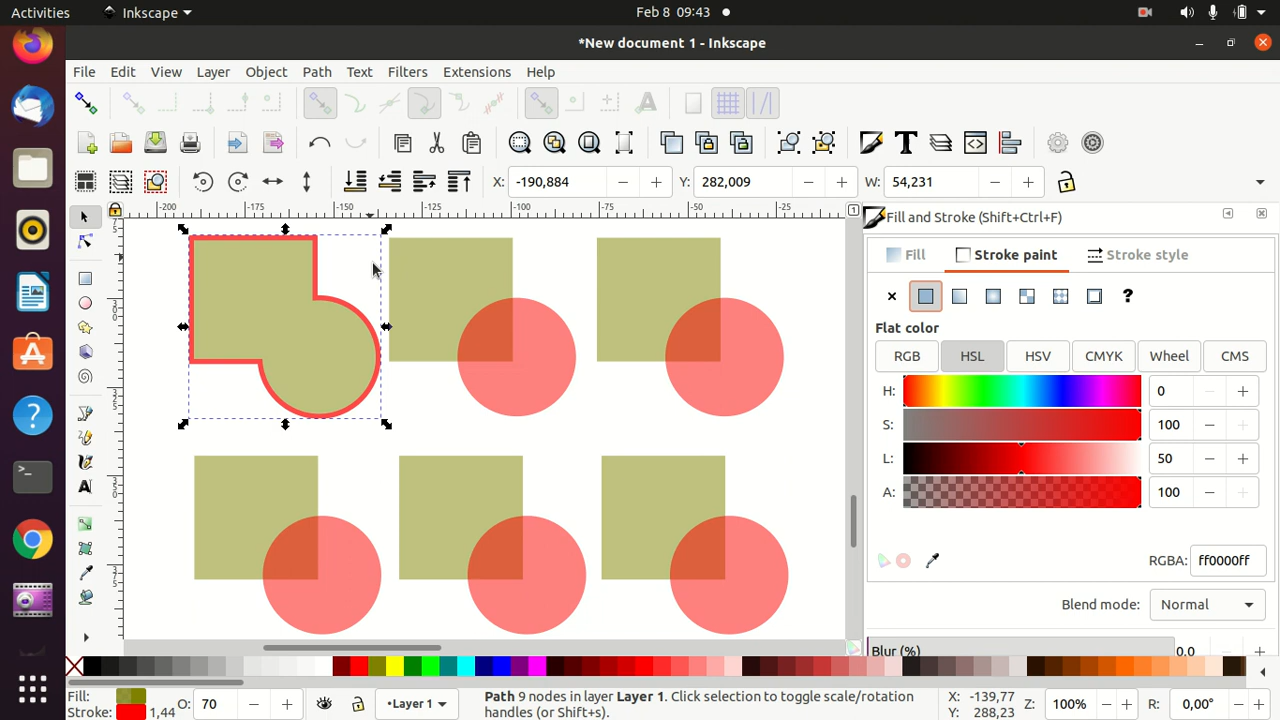 Activities
Inkscape
Feb 8 09:43
*New document 1 - Inkscape
File Edit View Layer Object Path Text Filters Extensions Help
X: -190,884 Y: 282,009 W: 54,231
Fill and Stroke (Shift+Ctrl+F)
-200 -175 -150 -125 -100 -75 -50 -25 1
Fill Stroke paint Stroke style
Flat color
RGB HSL HSV CMYK Wheel CMS
H: 0
S: 100
L: 50
A: 100
RGBA: ff0000ff
Blend mode: Normal
Blur (%) 0,0
Fill:
Stroke: 1,44
O: 70
•Layer 1
Path 9 nodes in layer Layer 1. Click selection to toggle scale/rotation
handles (or Shift+s).
X: -139,77
Y: 288,23
Z: 100%
R: 0,00°